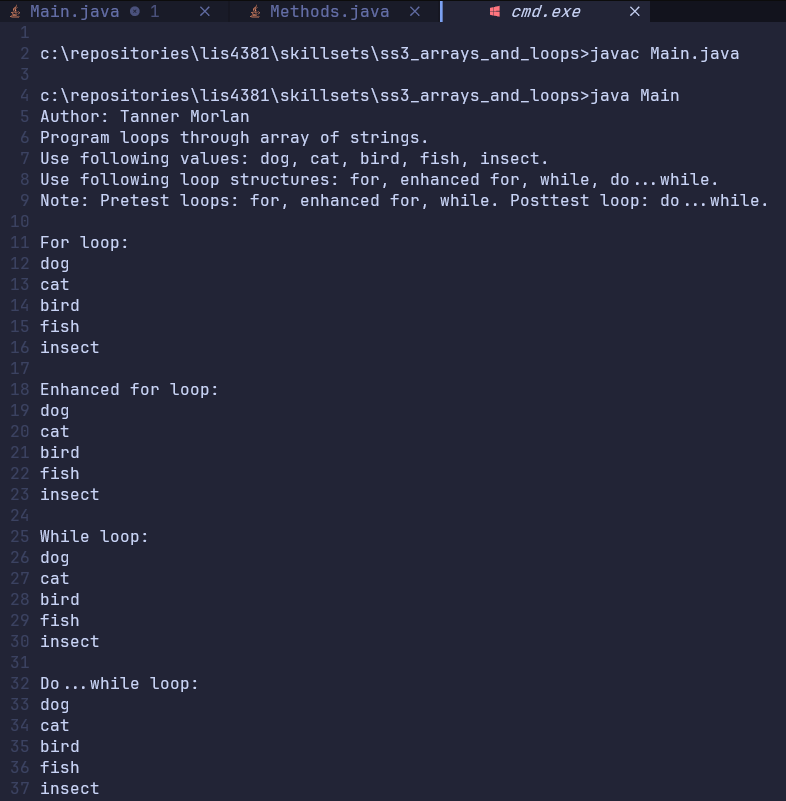 Main.java 1 × Methods.java × cmd.exe ×
1
2 c:\repositories\lis4381\skillsets\ss3_arrays_and_loops>javac Main.java
3
4 c:\repositories\lis4381\skillsets\ss3_arrays_and_loops>java Main
5 Author: Tanner Morlan
6 Program loops through array of strings.
7 Use following values: dog, cat, bird, fish, insect.
8 Use following loop structures: for, enhanced for, while, do...while.
9 Note: Pretest loops: for, enhanced for, while. Posttest loop: do...while.
10
11 For loop:
12 dog
13 cat
14 bird
15 fish
16 insect
17
18 Enhanced for loop:
19 dog
20 cat
21 bird
22 fish
23 insect
24
25 While loop:
26 dog
27 cat
28 bird
29 fish
30 insect
31
32 Do...while loop:
33 dog
34 cat
35 bird
36 fish
37 insect